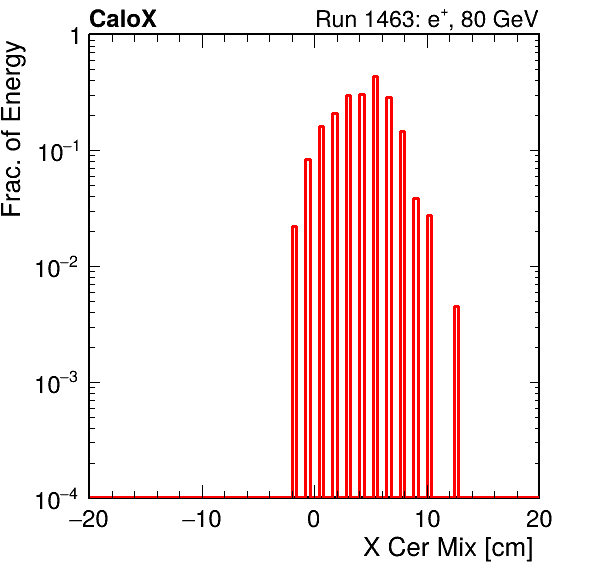 CaloX Run 1463: e⁺, 80 GeV
Frac. of Energy
1
10⁻¹
10⁻²
10⁻³
10⁻⁴
−20 −10 0 10 20
X Cer Mix [cm]